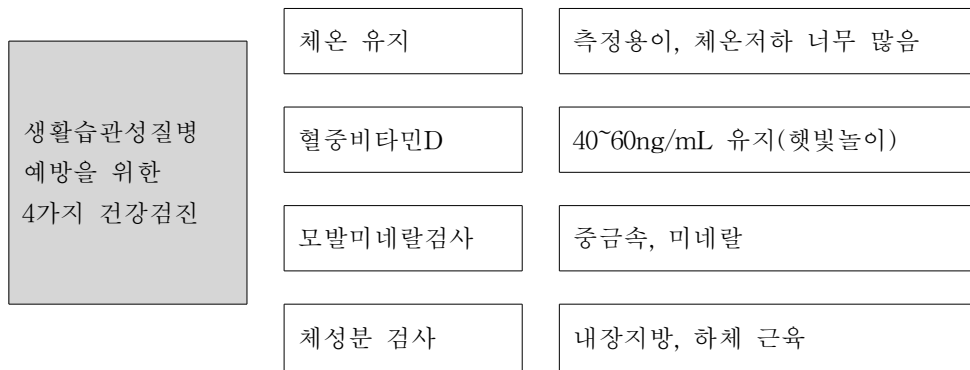 생활습관성질병
예방을 위한
4가지 건강검진
체온 유지
측정용이, 체온저하 너무 많음
혈중비타민D
40~60ng/mL 유지(햇빛놀이)
모발미네랄검사
중금속, 미네랄
체성분 검사
내장지방, 하체 근육